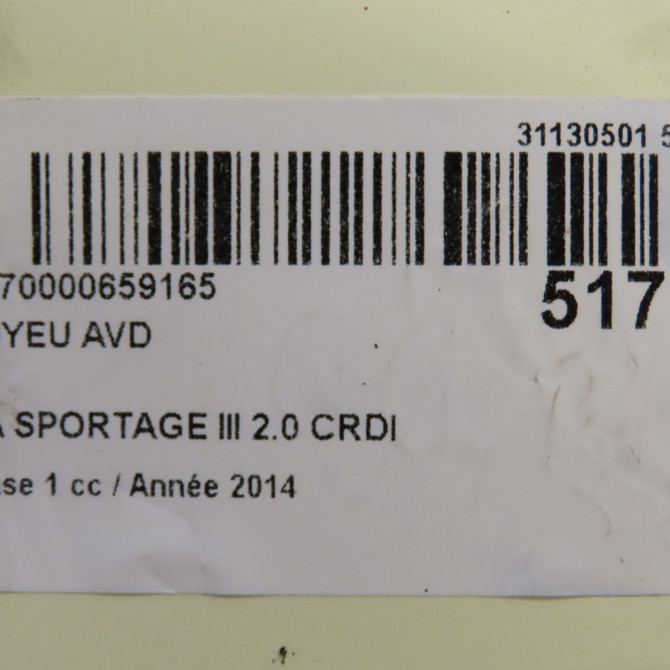 31130501 5
70000659165
517
YEU AVD
A SPORTAGE III 2.0 CRDI
se 1 cc / Année 2014